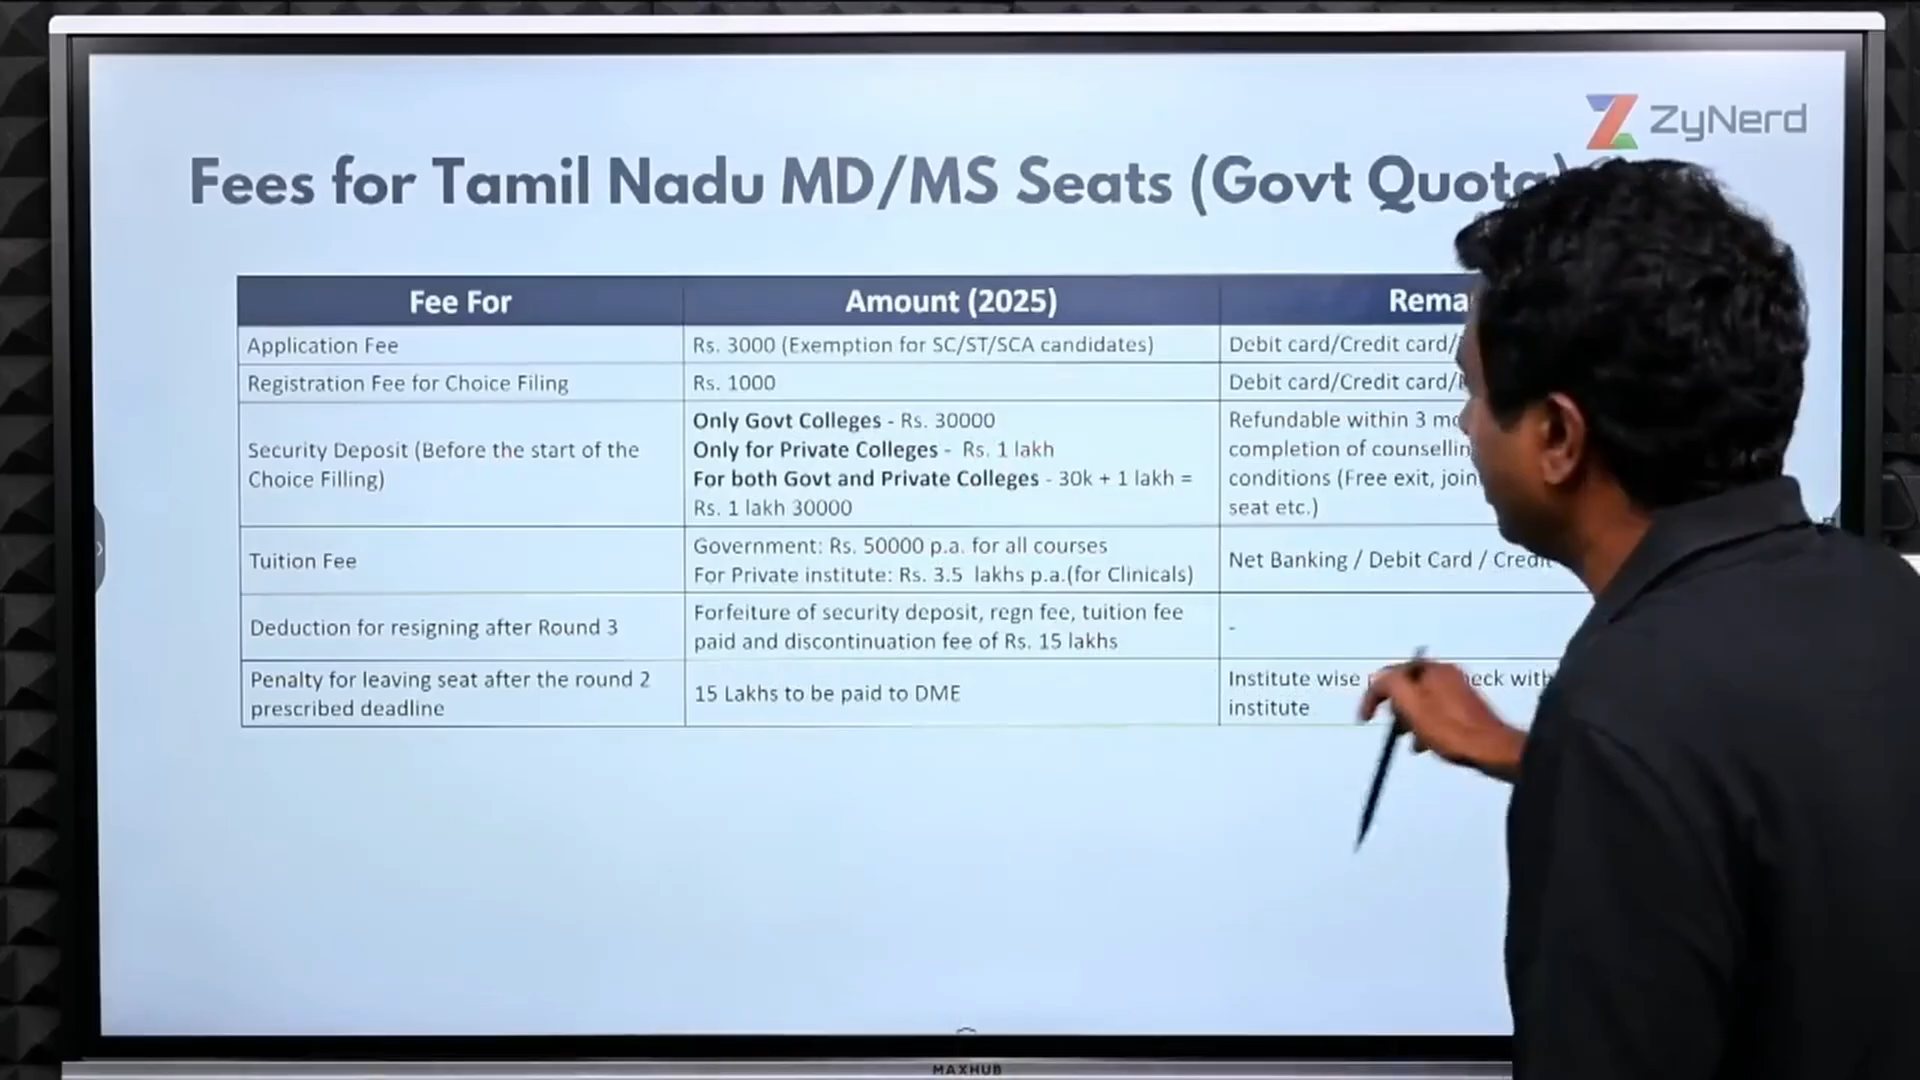 ZyNerd
Fees for Tamil Nadu MD/MS Seats (Govt
Fee For
Amount (2025)
Application Fee
Rs. 3000 (Exemption for SC/ST/SCA candidates)
Debit card/Credit card/
Registration Fee for Choice Filing
Rs. 1000
Debit card/Credit card/
Security Deposit (Before the start of the
Choice Filling)
Only Govt Colleges - Rs. 30000
Only for Private Colleges - Rs. 1 lakh
For both Govt and Private Colleges - 30k + 1 lakh =
Rs. 1 lakh 30000
Refundable within 3
completion of
conditions (Free exit,
seat etc.)
Tuition Fee
Government: Rs. 50000 p.a. for all courses
For Private institute: Rs. 3.5 lakhs p.a.(for Clinicals)
Net Banking / Debit Card /
Deduction for resigning after Round 3
Forfeiture of security deposit, regn fee, tuition fee
paid and discontinuation fee of Rs. 15 lakhs
-
Penalty for leaving seat after the round 2
prescribed deadline
15 Lakhs to be paid to DME
Institute wise
institute
MAXHUB